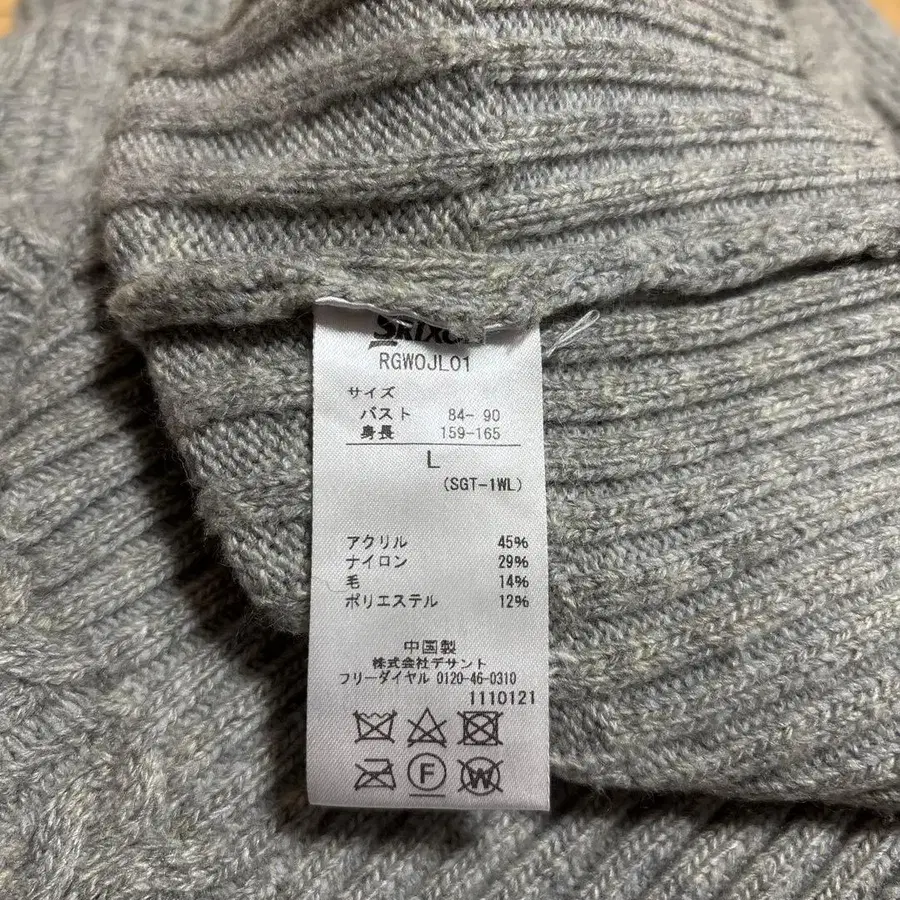 SRIXON
RGW0JL01
サイズ
バスト 84- 90
身長 159-165
L
(SGT-1WL)
アクリル 45%
ナイロン 29%
毛 14%
ポリエステル 12%
中国製
株式会社デサント
フリーダイヤル 0120-46-0310
1110121
F
W